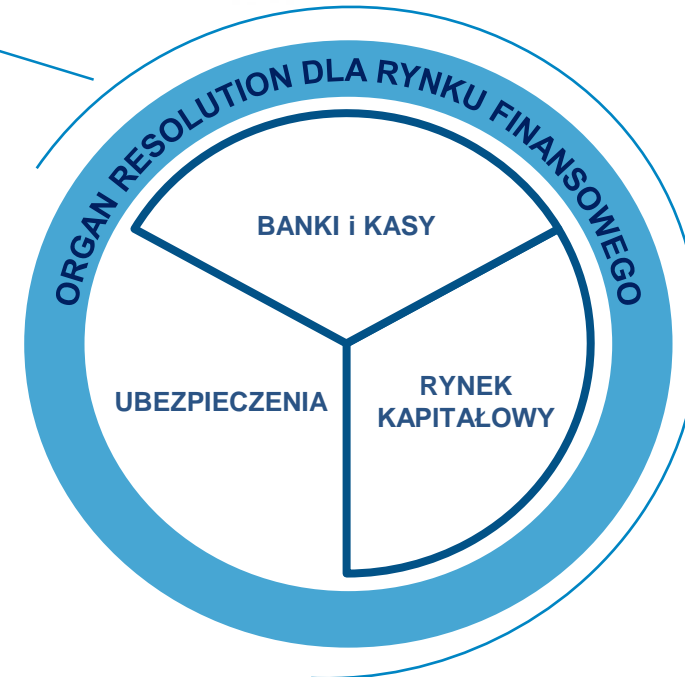 ORGAN RESOLUTION DLA RYNKU FINANSOWEGO
BANKI i KASY
UBEZPIECZENIA
RYNEK
KAPITAŁOWY